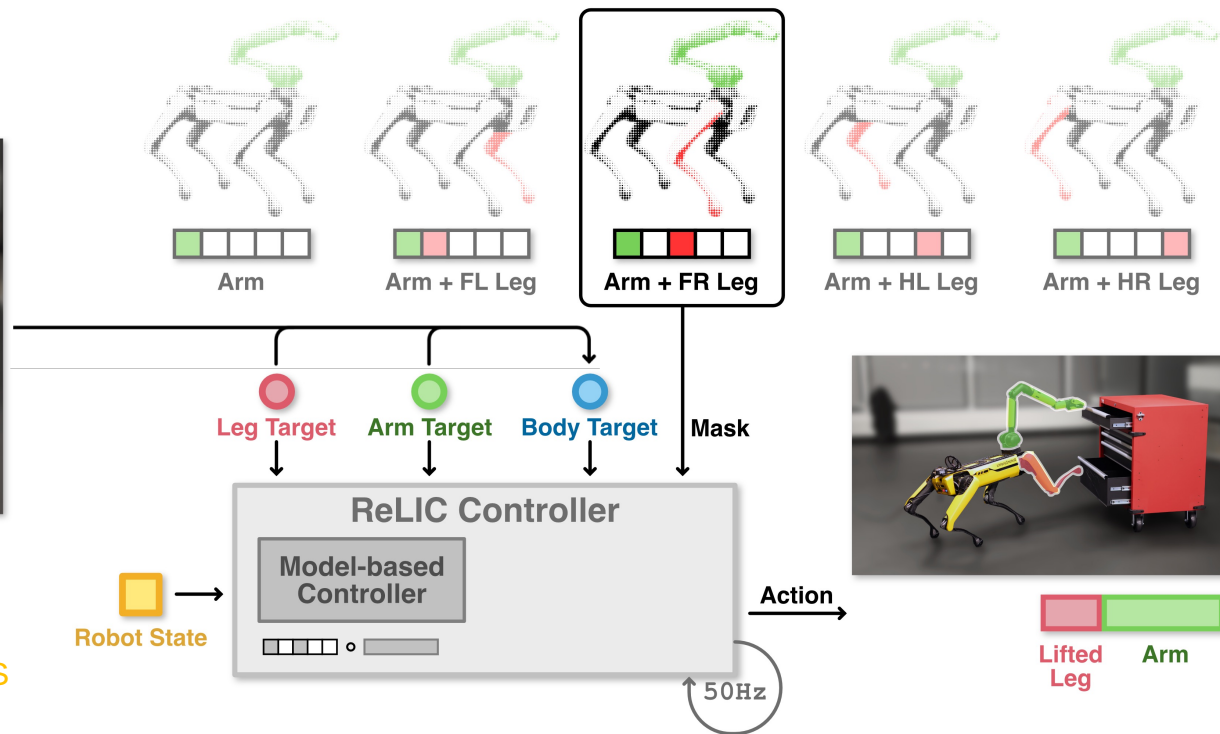 Arm
Arm + FL Leg
Arm + FR Leg
Arm + HL Leg
Arm + HR Leg
Leg Target
Arm Target
Body Target
Mask
ReLIC Controller
Model-based
Controller
Robot State
Action
50Hz
Lifted
Leg
Arm
S